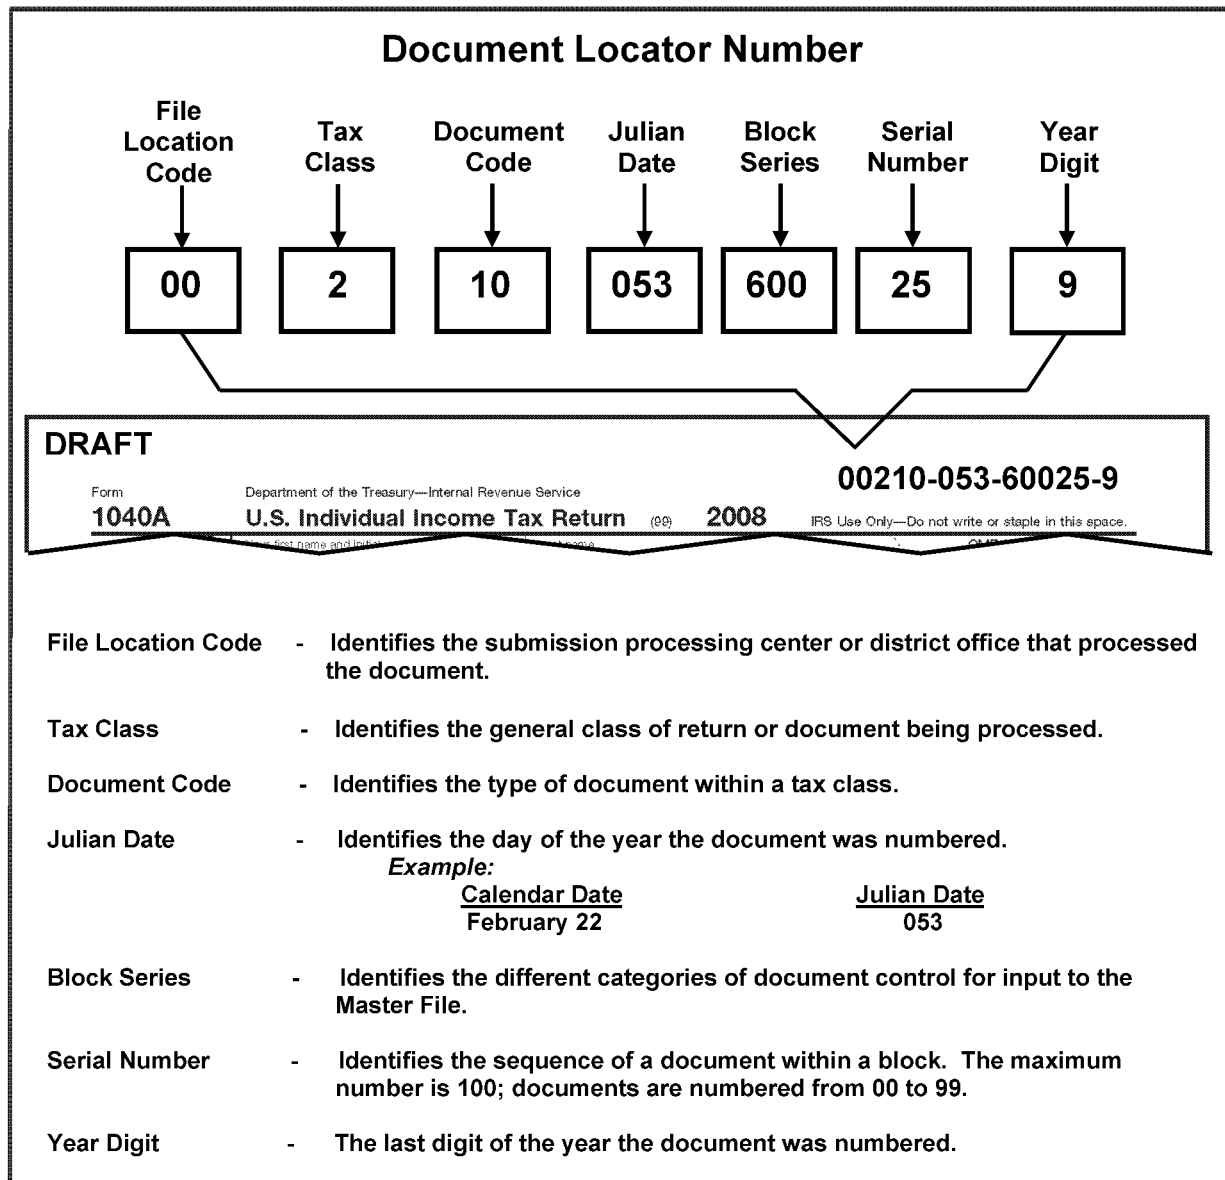 Document Locator Number
File Location Code
Tax Class
Document Code
Julian Date
Block Series
Serial Number
Year Digit
00 2 10 053 600 25 9
DRAFT
00210-053-60025-9
Form
Department of the Treasury—Internal Revenue Service
1040A U.S. Individual Income Tax Return (99) 2008 IRS Use Only—Do not write or staple in this space.
File Location Code - Identifies the submission processing center or district office that processed
the document.
Tax Class - Identifies the general class of return or document being processed.
Document Code - Identifies the type of document within a tax class.
Julian Date - Identifies the day of the year the document was numbered.
Example:
Calendar Date Julian Date
February 22 053
Block Series - Identifies the different categories of document control for input to the
Master File.
Serial Number - Identifies the sequence of a document within a block. The maximum
number is 100; documents are numbered from 00 to 99.
Year Digit - The last digit of the year the document was numbered.